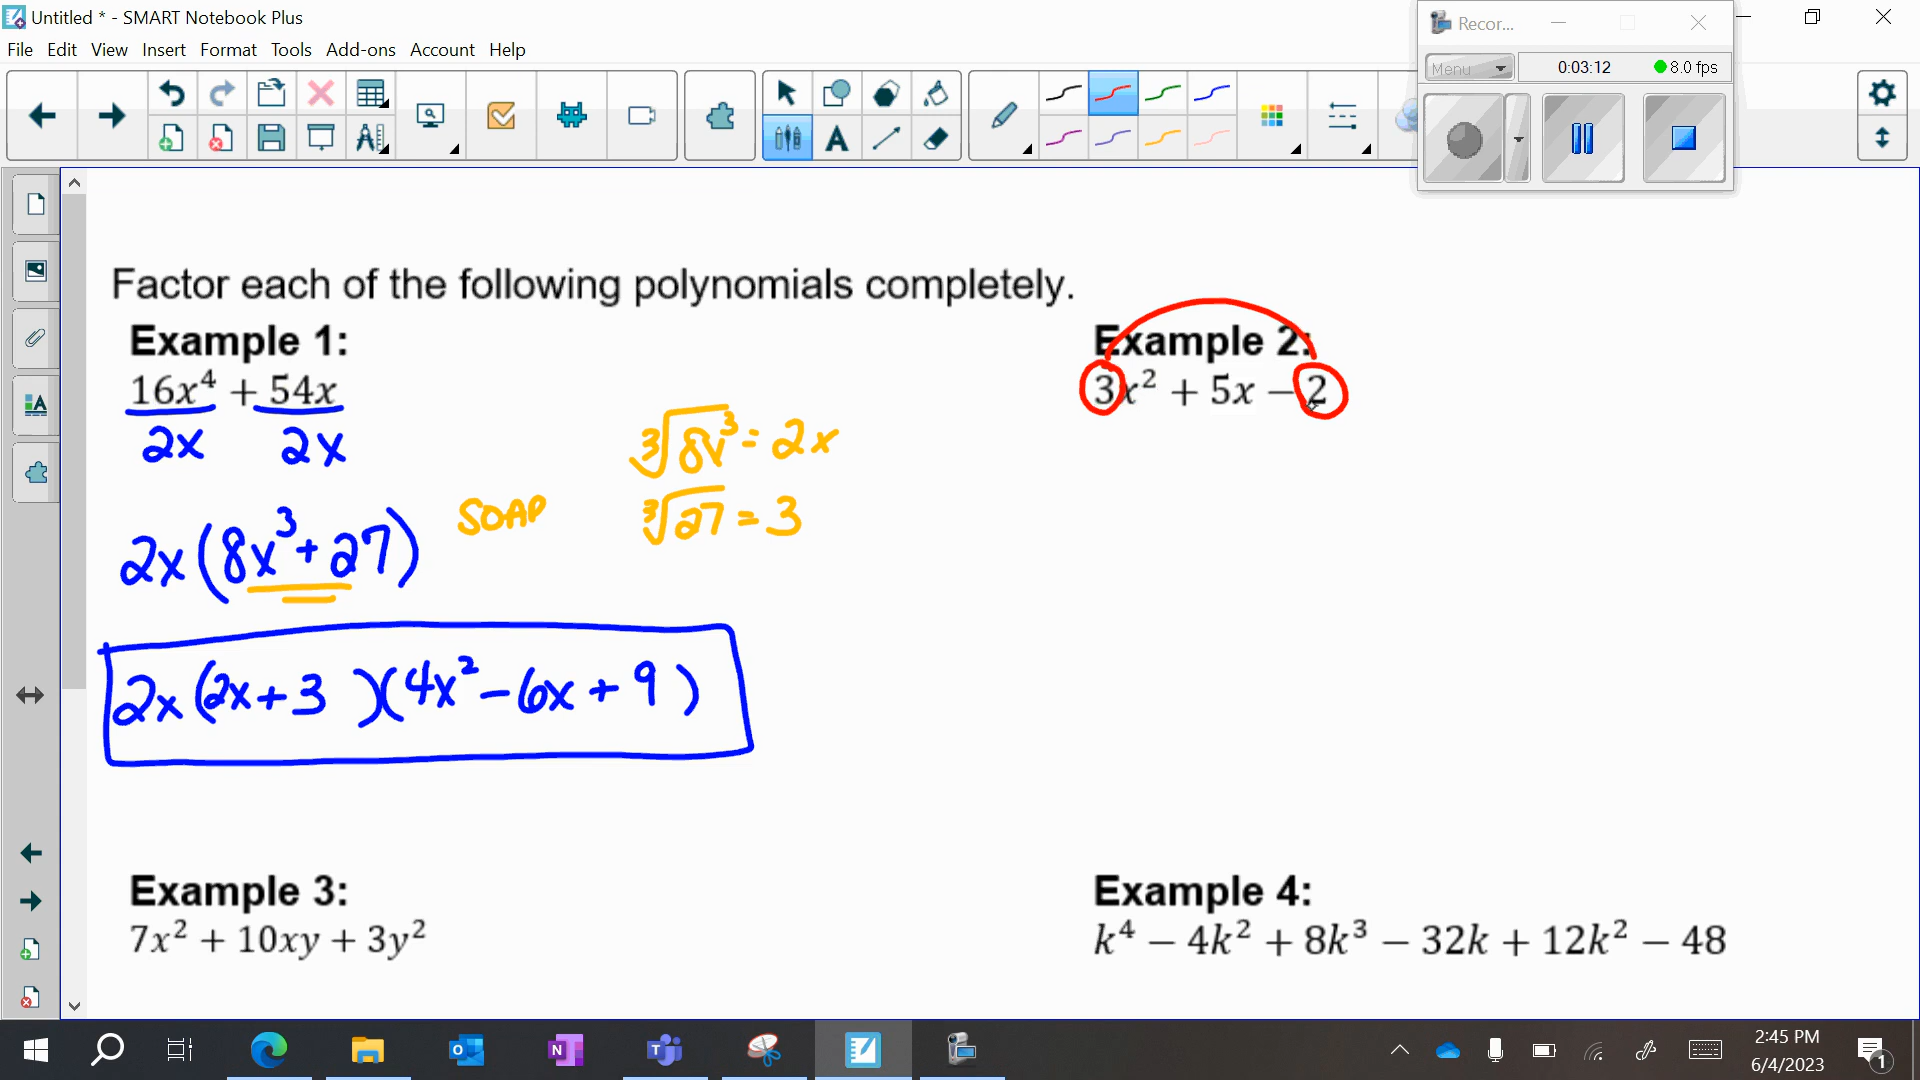 Untitled * - SMART Notebook Plus
File Edit View Insert Format Tools Add-ons Account Help
Recor...
Menu 0:03:12 8.0 fps
Factor each of the following polynomials completely.
Example 1:
16x⁴ + 54x
2x 2x
2x(8x³+27)
SOAP
∛8x³ = 2x
∛27 = 3
2x(2x+3)(4x²-6x+9)
Example 2:
3x² + 5x − 2
Example 3:
7x² + 10xy + 3y²
Example 4:
k⁴ − 4k² + 8k³ − 32k + 12k² − 48
2:45 PM
6/4/2023
1